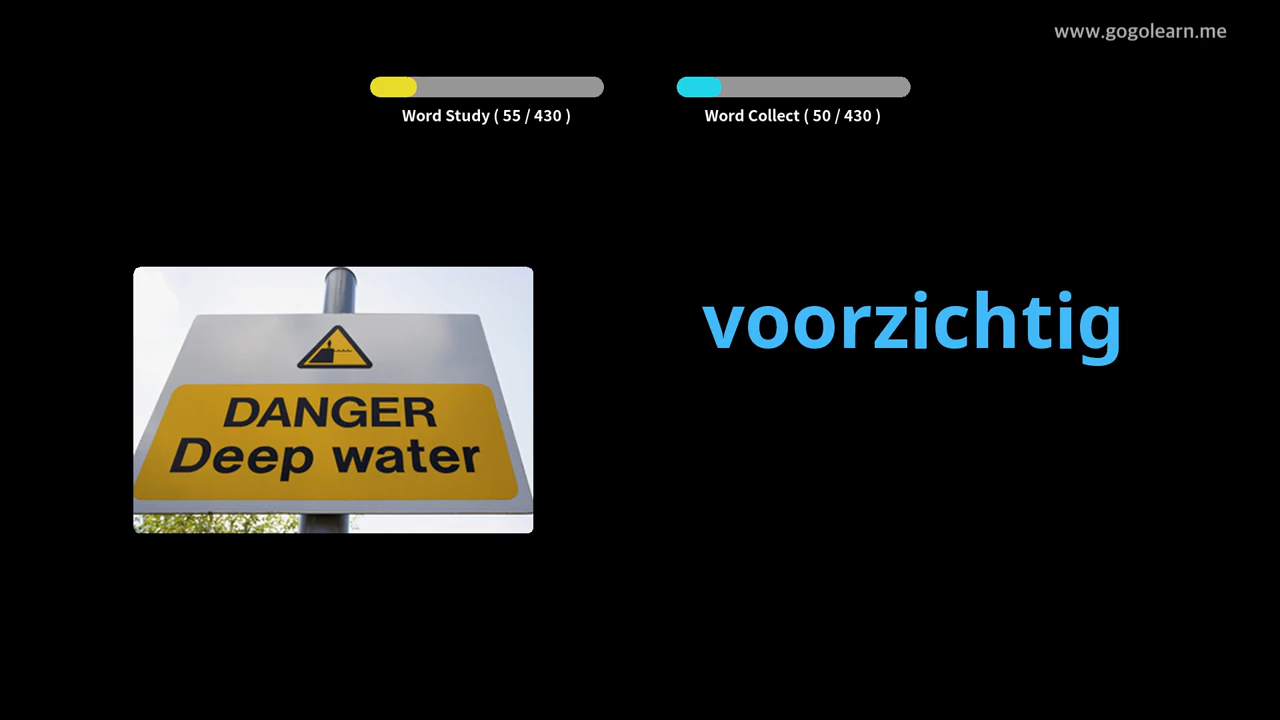 www.gogolearn.me
Word Study ( 55 / 430 )
Word Collect ( 50 / 430 )
voorzichtig
DANGER
Deep water